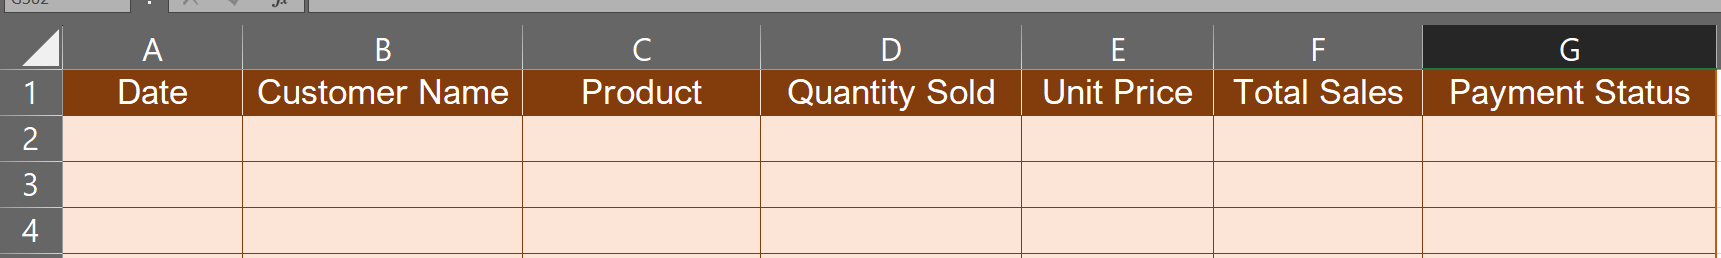 A B C D E F G
1 Date Customer Name Product Quantity Sold Unit Price Total Sales Payment Status
2
3
4